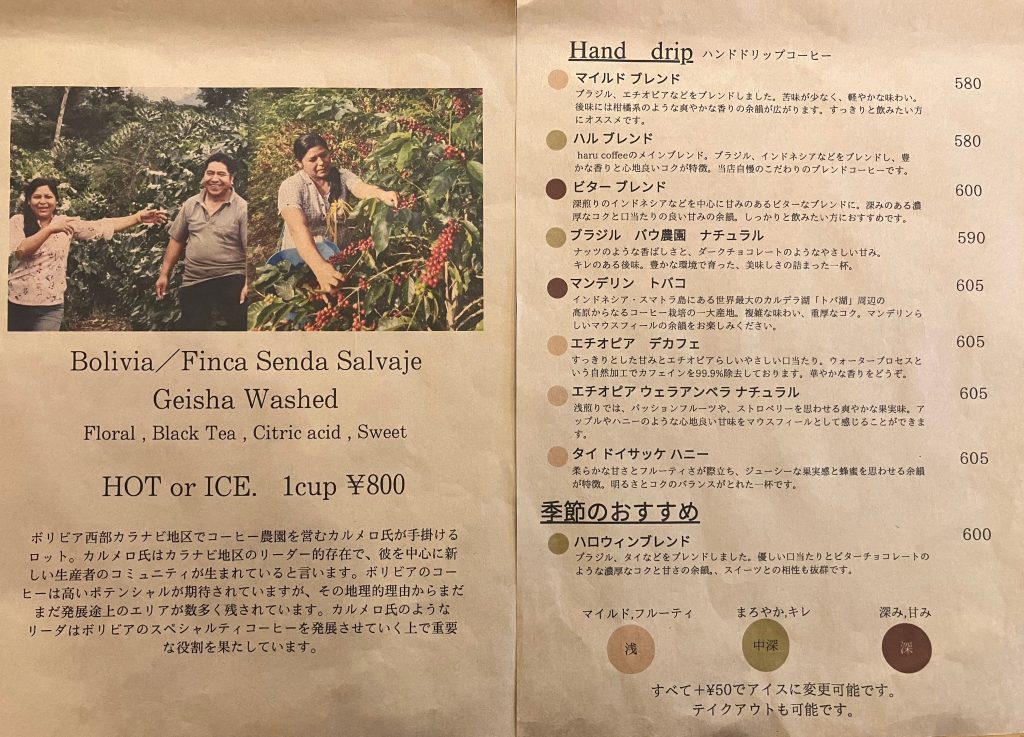 Bolivia／Finca Senda Salvaje
Geisha Washed
Floral , Black Tea , Citric acid , Sweet
HOT or ICE. 1cup ¥800
ボリビア西部カラナビ地区でコーヒー農園を営むカルメロ氏が手掛ける
ロット。カルメロ氏はカラナビ地区のリーダー的存在で、彼を中心に新
しい生産者のコミュニティが生まれていると言います。ボリビアのコー
ヒーは高いポテンシャルが期待されていますが、その地理的理由からまだ
まだ発展途上のエリアが数多く残されています。カルメロ氏のような
リーダはボリビアのスペシャルティコーヒーを発展させていく上で重要
な役割を果たしています。
Hand drip ハンドドリップコーヒー
マイルド ブレンド 580
ブラジル、エチオピアなどをブレンドしました。苦味が少なく、軽やかな味わい。
後味には柑橘系のような爽やかな香りの余韻が広がります。すっきりと飲みたい方
にオススメです。
ハル ブレンド 580
haru coffeeのメインブレンド。ブラジル、インドネシアなどをブレンドし、豊
かな香りと心地良いコクが特徴。当店自慢のこだわりのブレンドコーヒーです。
ビター ブレンド 600
深煎りのインドネシアなどを中心に甘みのあるビターなブレンドに。深みのある濃
厚なコクと口当たりの良い甘みの余韻。しっかりと飲みたい方におすすめです。
ブラジル バウ農園 ナチュラル 590
ナッツのような香ばしさと、ダークチョコレートのようなやさしい甘み。
キレのある後味。豊かな環境で育った、美味しさの詰まった一杯。
マンデリン トバコ 605
インドネシア・スマトラ島にある世界最大のカルデラ湖「トバ湖」周辺の
高原からなるコーヒー栽培の一大産地。複雑な味わい、重厚なコク。マンデリンら
しいマウスフィールの余韻をお楽しみください。
エチオピア デカフェ 605
すっきりとした甘みとエチオピアらしいやさしい口当たり。ウォータープロセスと
いう自然加工でカフェインを99.9%除去しております。華やかな香りをどうぞ。
エチオピア ウェラアンベラ ナチュラル 605
浅煎りでは、パッションフルーツや、ストロベリーを思わせる爽やかな果実味。ア
ップルやハニーのような心地良い甘味をマウスフィールとして感じることができま
す。
タイ ドイサッケ ハニー 605
柔らかな甘さとフルーティさが際立ち、ジューシーな果実感と蜂蜜を思わせる余韻
が特徴。明るさとコクのバランスがとれた一杯です。
季節のおすすめ
ハロウィンブレンド 600
ブラジル、タイなどをブレンドしました。優しい口当たりとビターチョコレートの
ような濃厚なコクと甘さの余韻。、スイーツとの相性も抜群です。
マイルド,フルーティ まろやか,キレ 深み,甘み
浅 中深 深
すべて＋¥50でアイスに変更可能です。
テイクアウトも可能です。